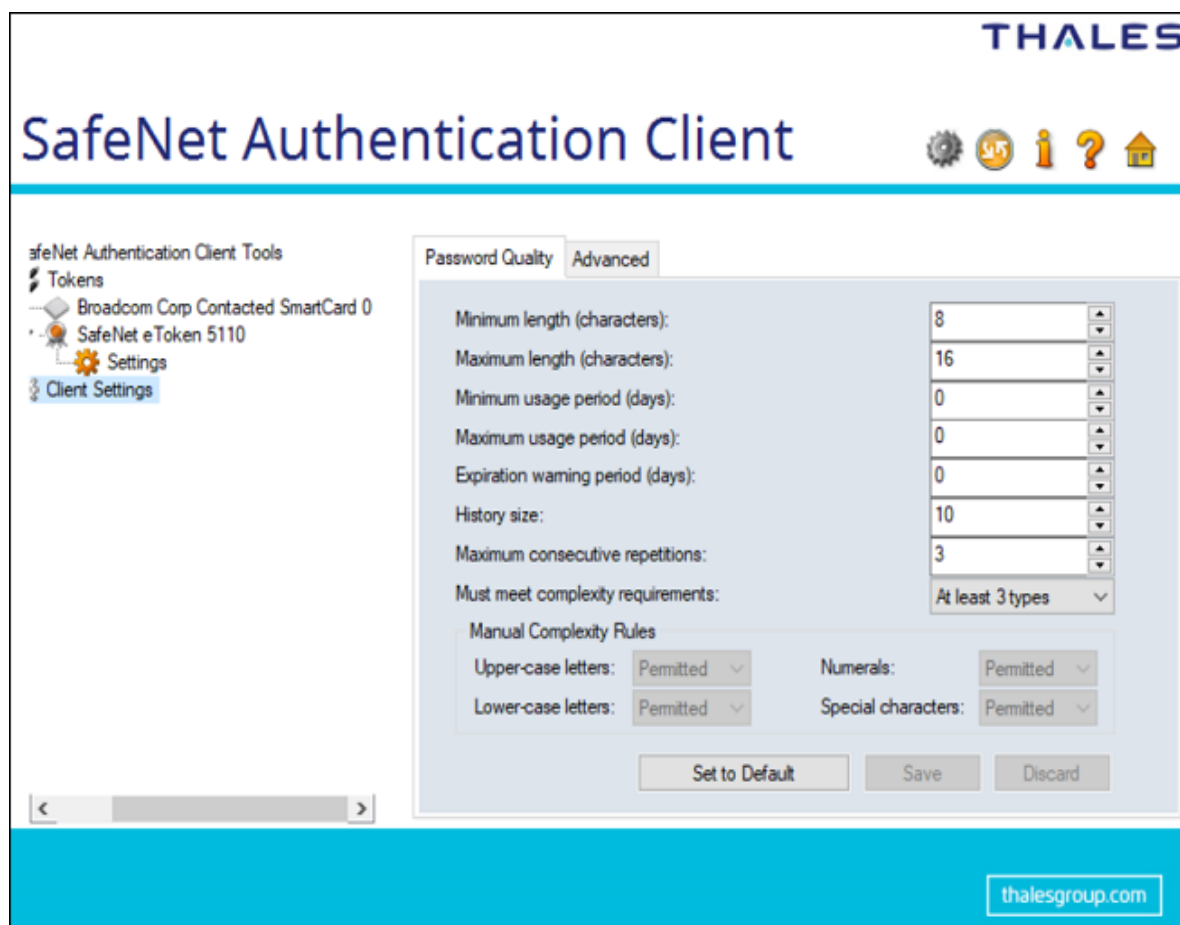 THALES
SafeNet Authentication Client
afeNet Authentication Client Tools
Tokens
Broadcom Corp Contacted SmartCard 0
SafeNet eToken 5110
Settings
Client Settings
Password Quality Advanced
Minimum length (characters): 8
Maximum length (characters): 16
Minimum usage period (days): 0
Maximum usage period (days): 0
Expiration warning period (days): 0
History size: 10
Maximum consecutive repetitions: 3
Must meet complexity requirements: At least 3 types
Manual Complexity Rules
Upper-case letters: Permitted Numerals: Permitted
Lower-case letters: Permitted Special characters: Permitted
Set to Default Save Discard
thalesgroup.com